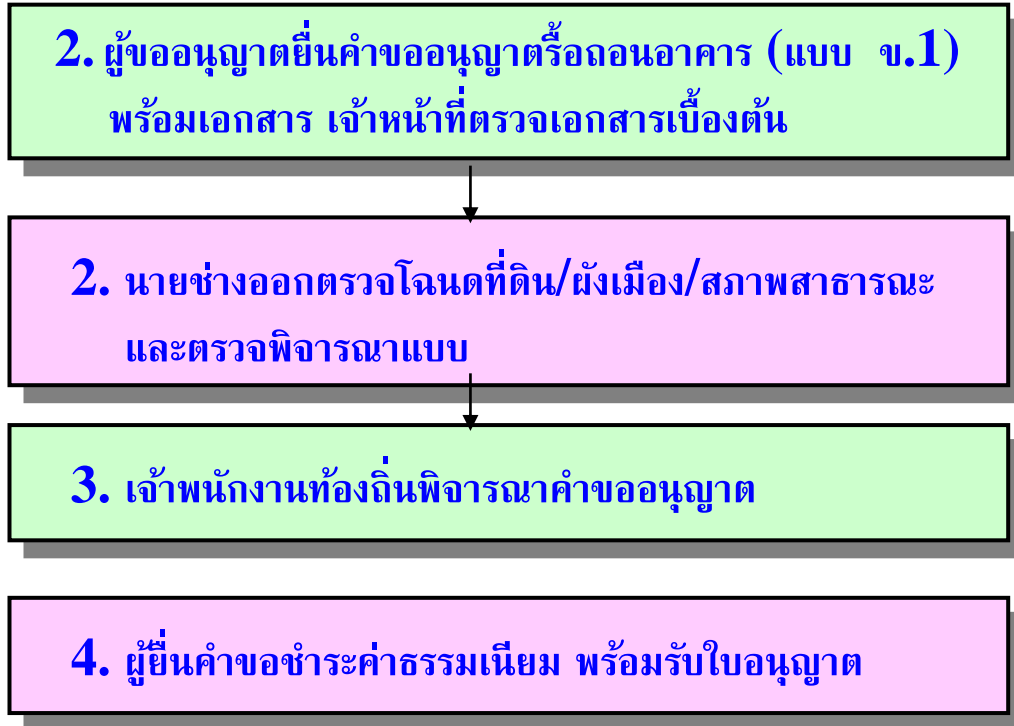 2. ผู้ขออนุญาตยื่นคำขออนุญาตรื้อถอนอาคาร (แบบ ข.1)
พร้อมเอกสาร เจ้าหน้าที่ตรวจเอกสารเบื้องต้น
2. นายช่างออกตรวจโฉนดที่ดิน/ผังเมือง/สภาพสาธารณะ
และตรวจพิจารณาแบบ
3. เจ้าพนักงานท้องถิ่นพิจารณาคำขออนุญาต
4. ผู้ยื่นคำขอชำระค่าธรรมเนียม พร้อมรับใบอนุญาต